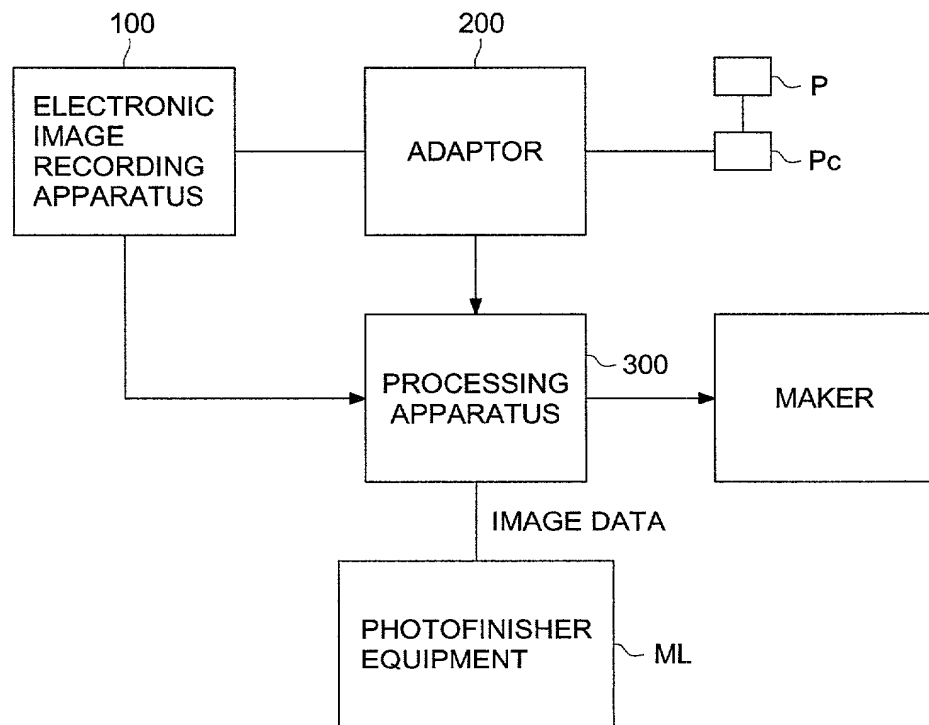 100
200
ELECTRONIC
IMAGE
RECORDING
APPARATUS
ADAPTOR
P
Pc
PROCESSING
APPARATUS
300
MAKER
IMAGE DATA
PHOTOFINISHER
EQUIPMENT
ML